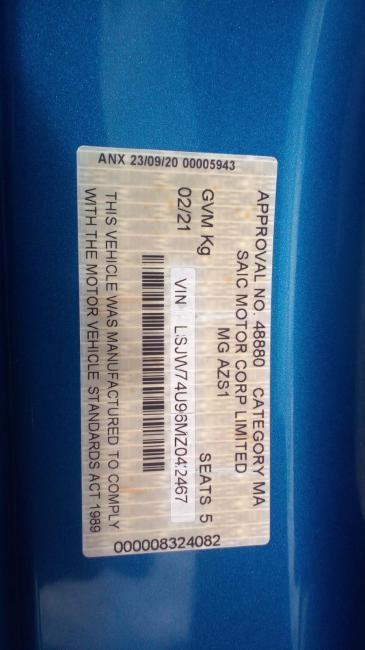 APPROVAL NO. 48880 CATEGORY MA
SAIC MOTOR CORP LIMITED
MG AZS1
GVM Kg SEATS 5
02/21
VIN LSJW74U96MZ042467
THIS VEHICLE WAS MANUFACTURED TO COMPLY
WITH THE MOTOR VEHICLE STANDARDS ACT 1989
ANX 23/09/20 00005943
000008324082